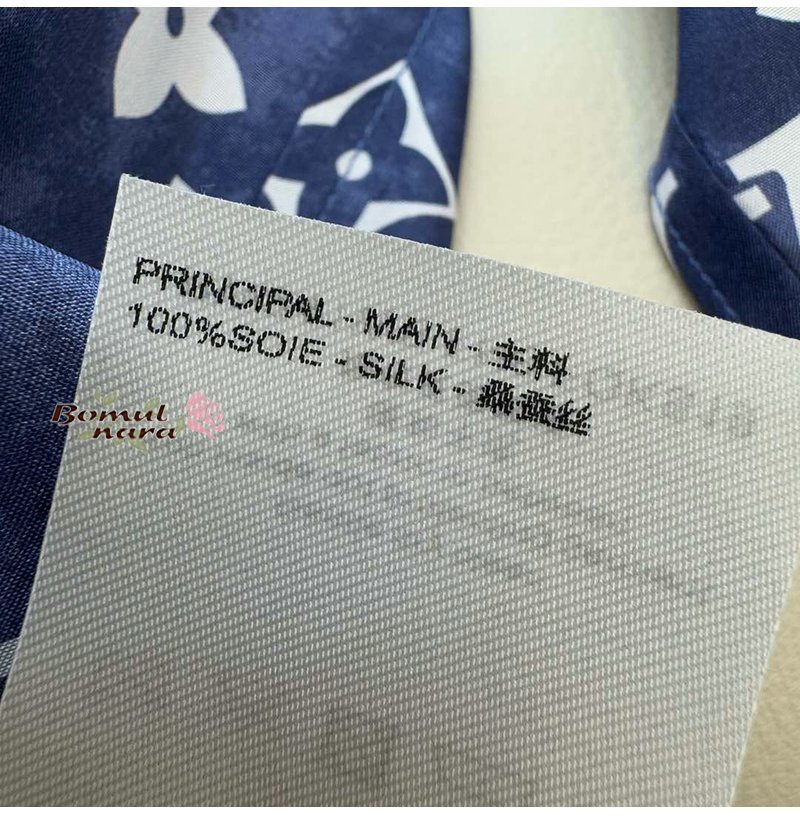 PRINCIPAL - MAIN - 主料
100%SOIE - SILK - 桑蚕丝
Bomul
nara